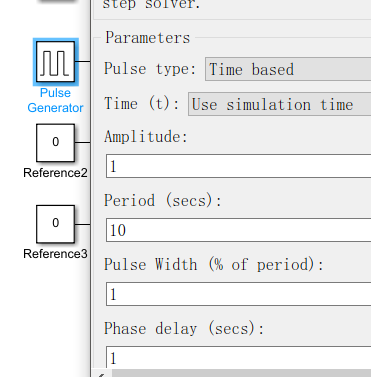 step solver.
Parameters
Pulse type: Time based
Time (t): Use simulation time
Amplitude:
1
Period (secs):
10
Pulse Width (% of period):
1
Phase delay (secs):
1
Pulse
Generator
0
Reference2
0
Reference3